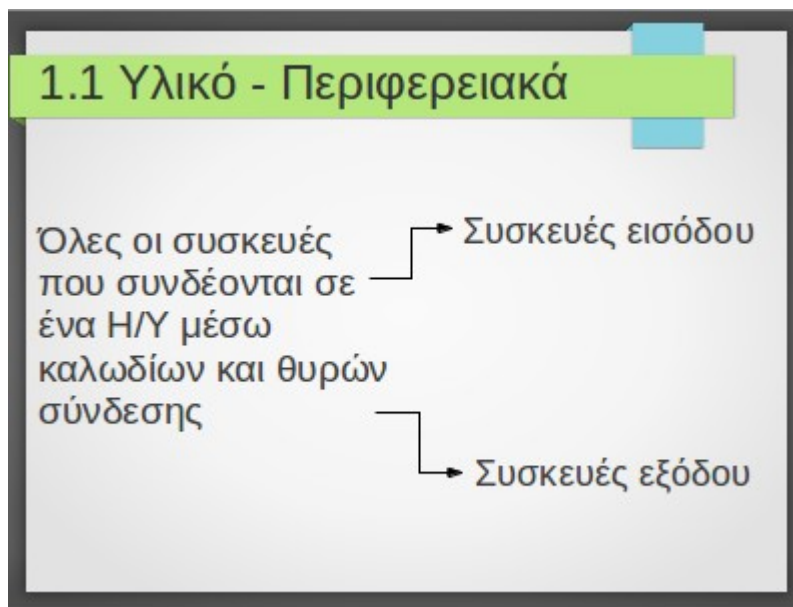 1.1 Υλικό - Περιφερειακά
Όλες οι συσκευές
που συνδέονται σε
ένα Η/Υ μέσω
καλωδίων και θυρών
σύνδεσης
Συσκευές εισόδου
Συσκευές εξόδου